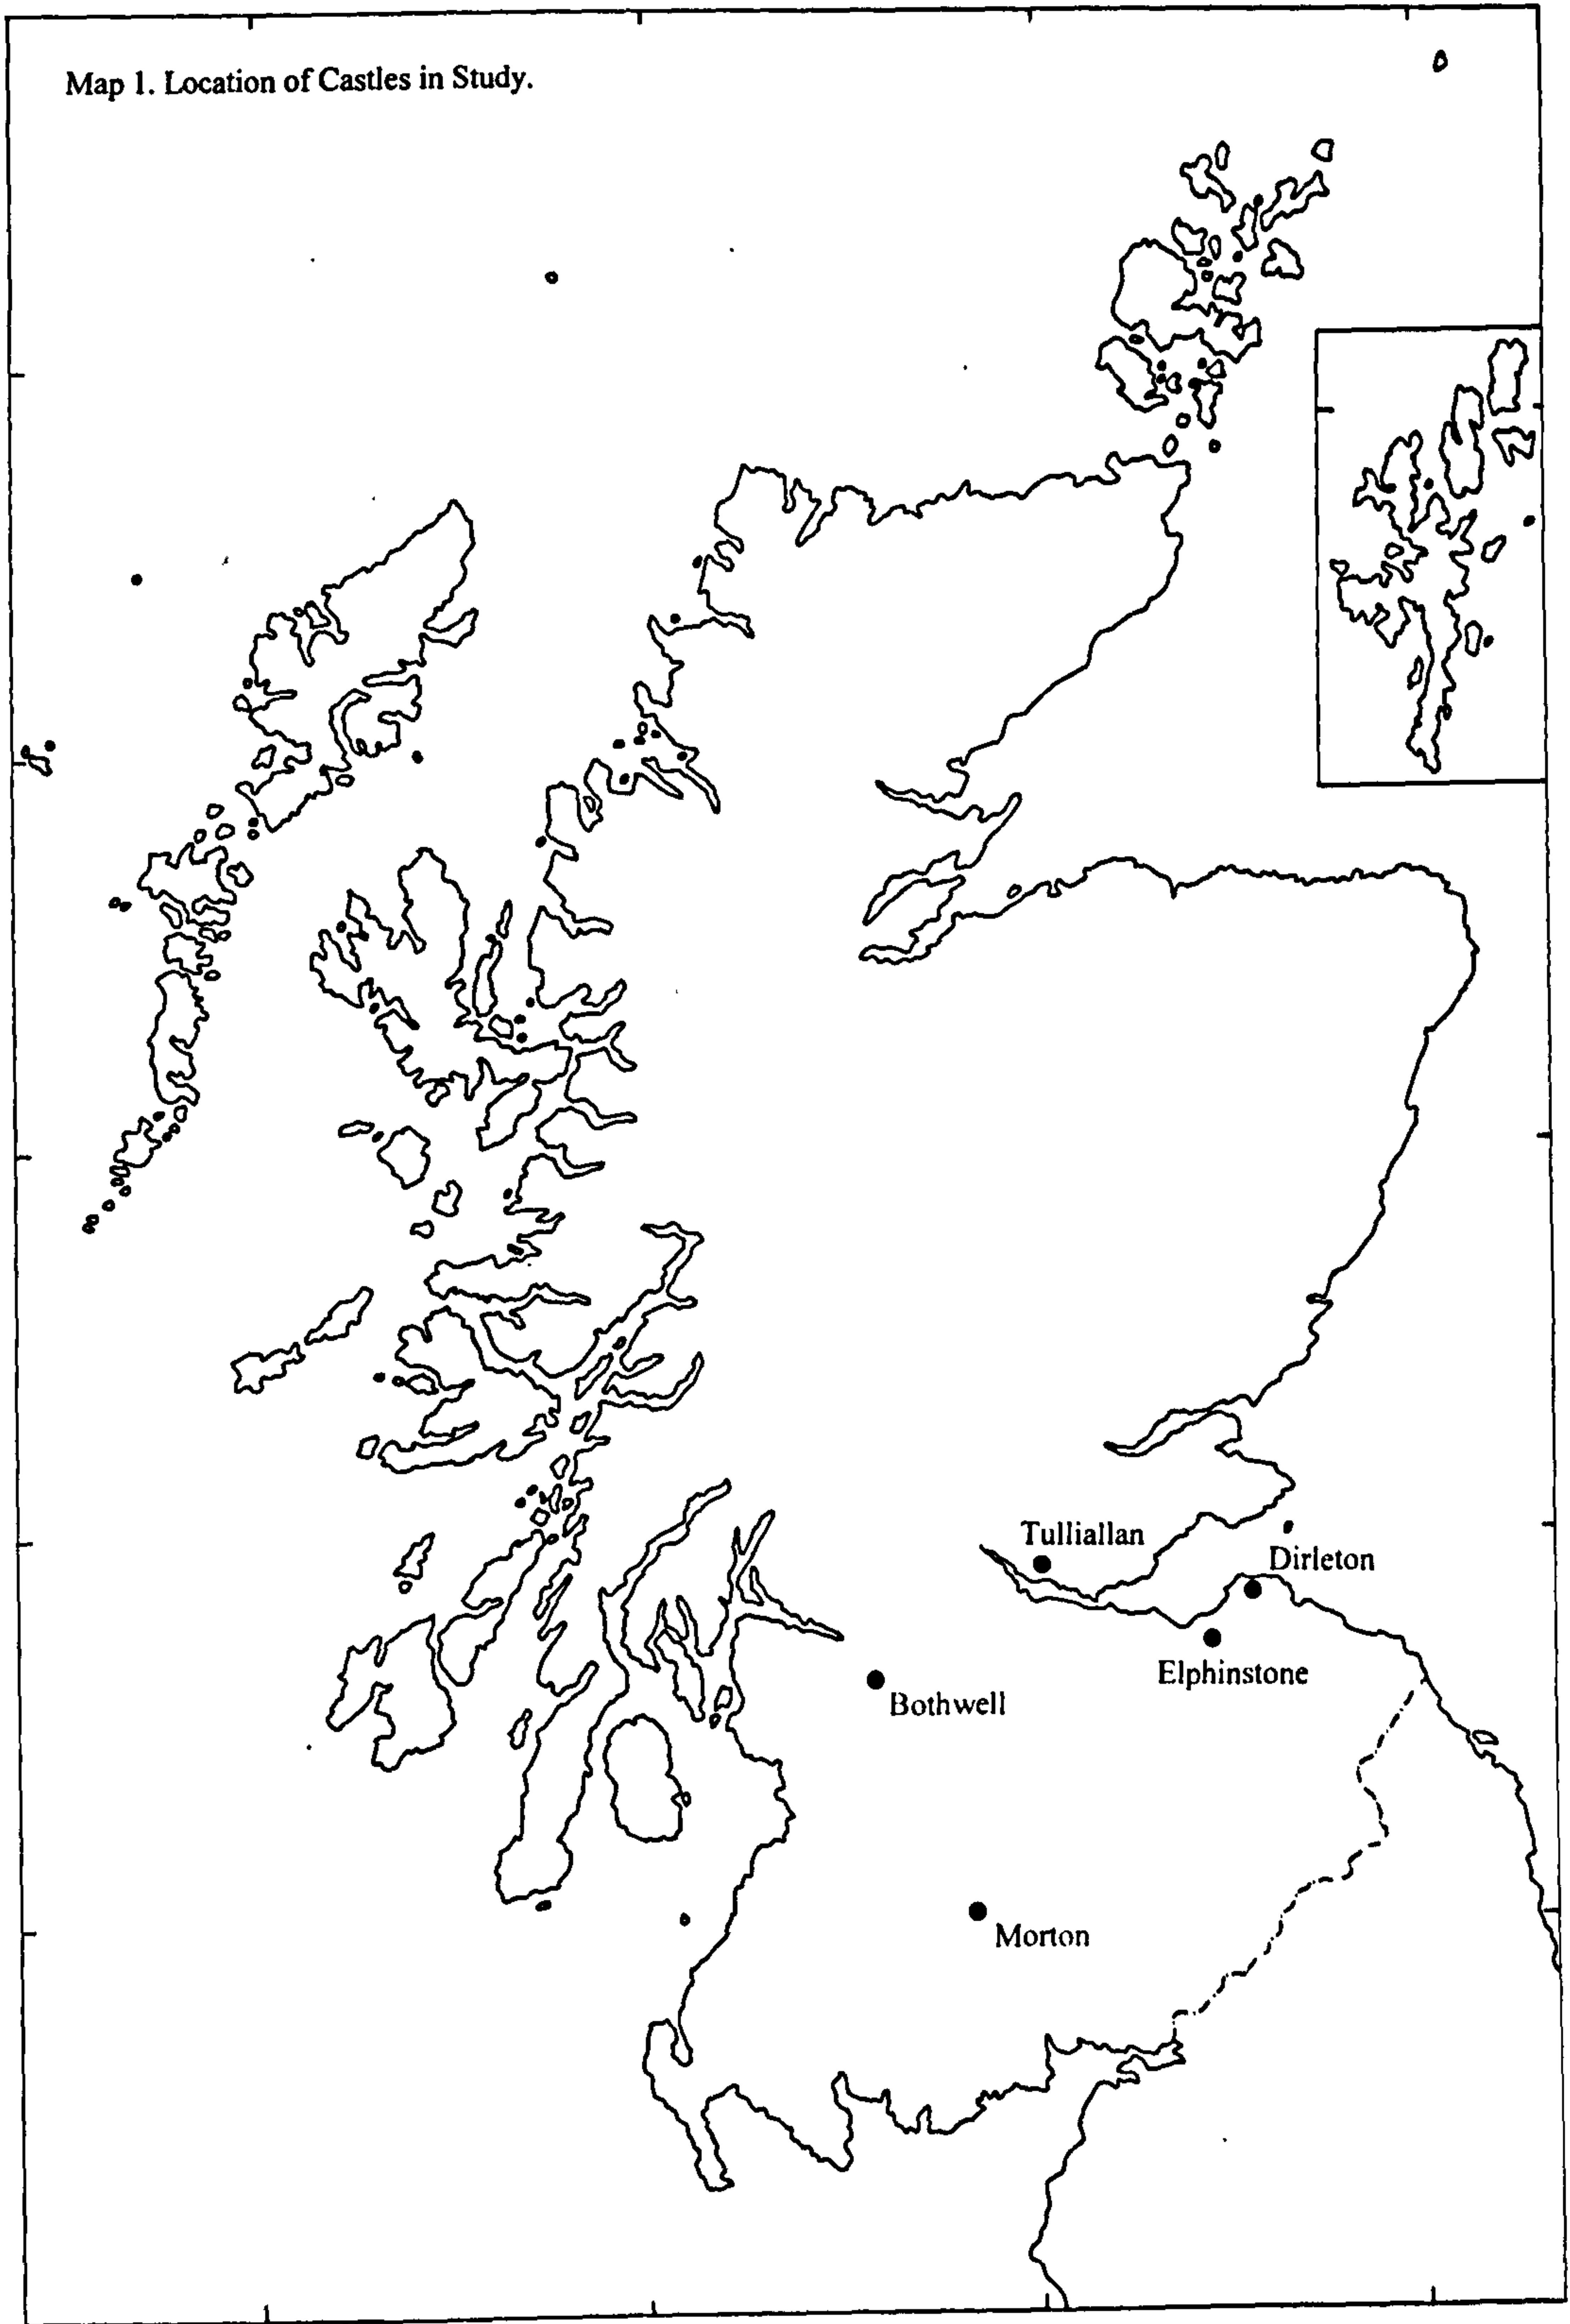 Map 1. Location of Castles in Study.
Tulliallan
Dirleton
Elphinstone
Bothwell
Morton